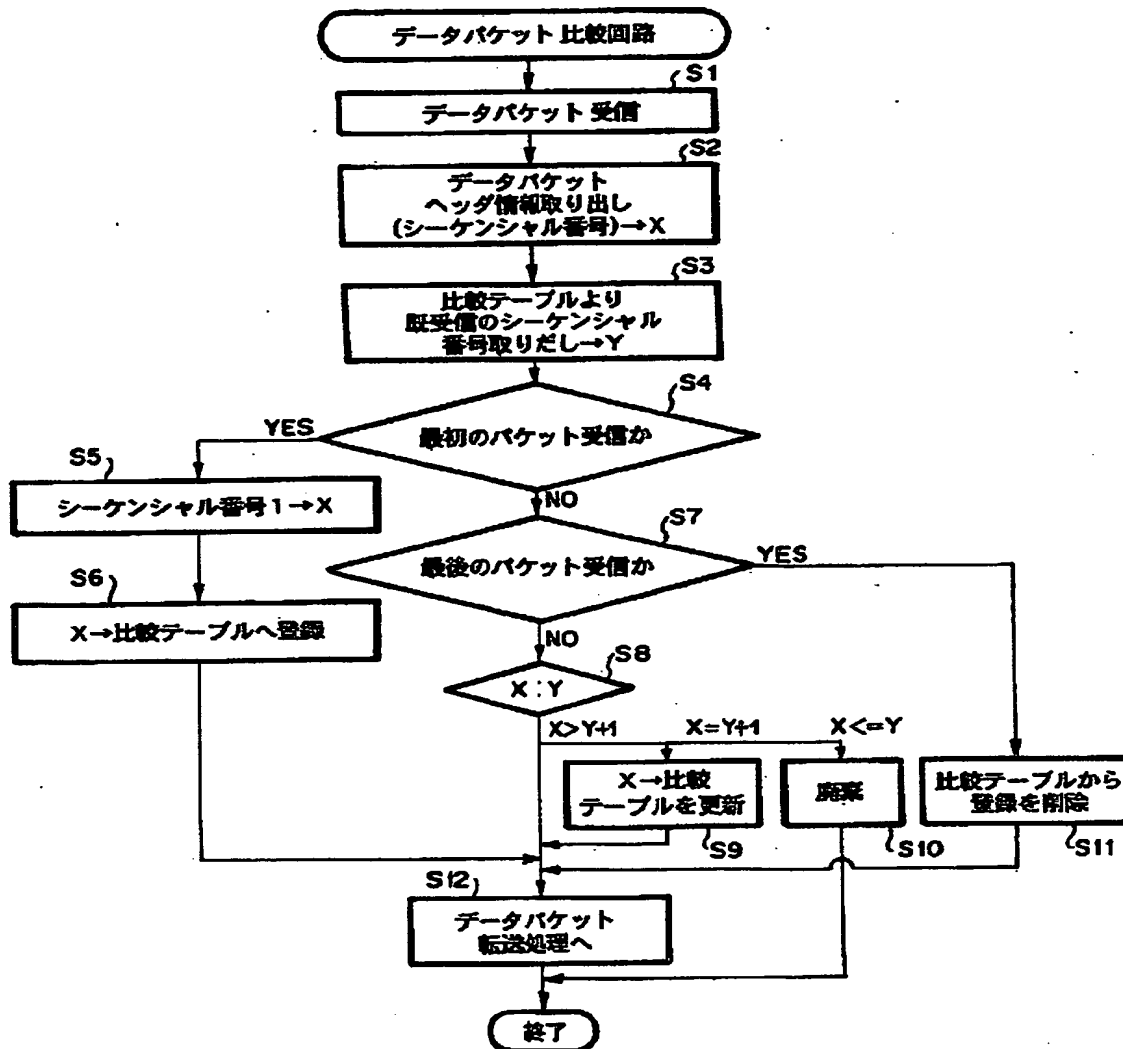 データパケット 比較回路
S1
データパケット 受信
S2
データパケット
ヘッダ情報取り出し
(シーケンシャル番号)→X
S3
比較テーブルより
既受信のシーケンシャル
番号取りだし→Y
S4
YES
最初のパケット受信か
S5
NO
シーケンシャル番号1→X
S7
YES
最後のパケット受信か
S6
X→比較テーブルへ登録
NO
S8
X:Y
X>Y+1
X=Y+1
X<=Y
X→比較
テーブルを更新
廃棄
比較テーブルから
登録を削除
S9
S10
S11
S12
データパケット
転送処理へ
終了